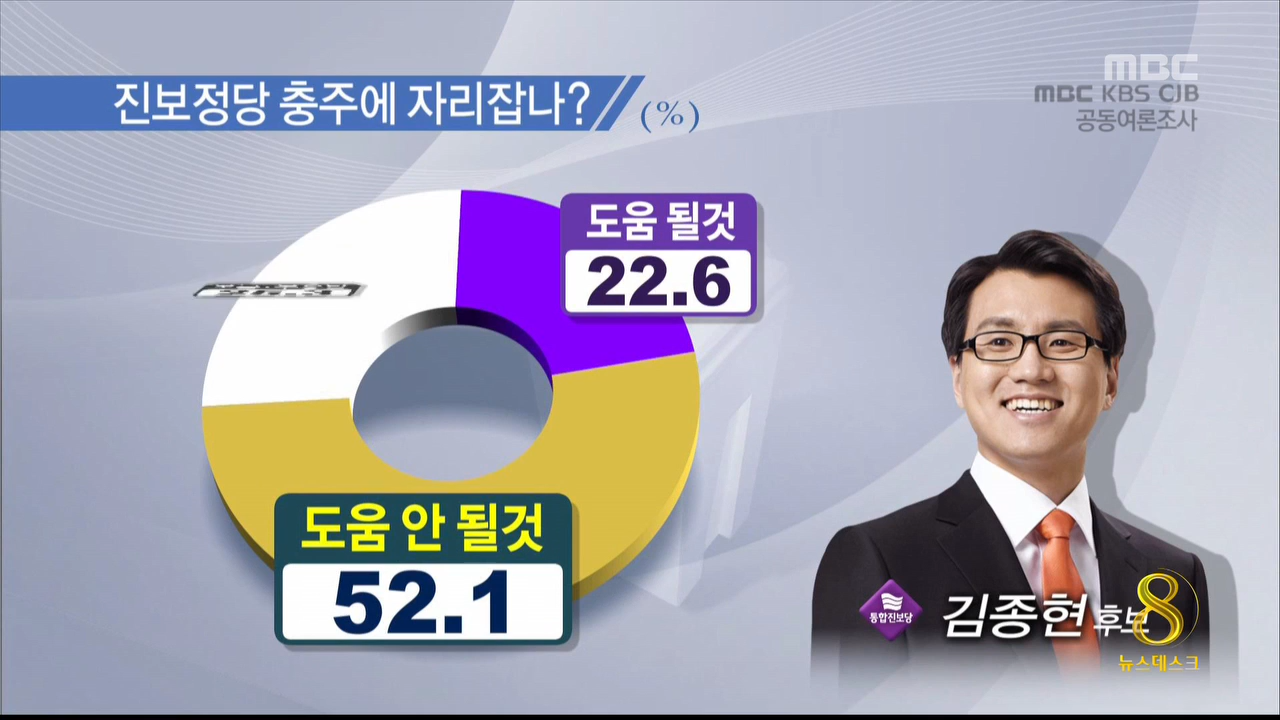 진보정당 충주에 자리잡나?
(%)
MBC
MBC KBS CJB
공동여론조사
도움 될것
22.6
도움 안 될것
52.1
통합진보당
김종현 후보
8
뉴스데스크